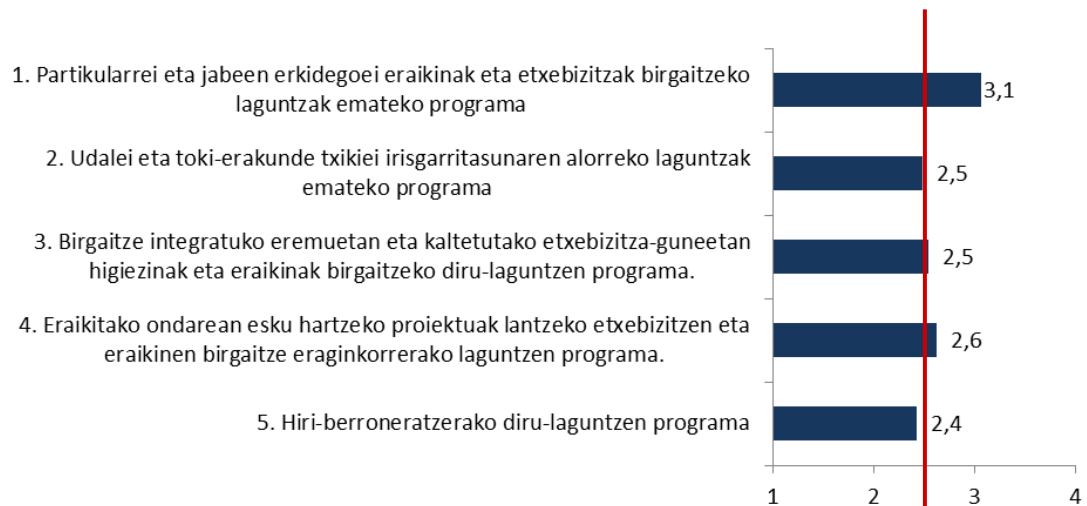 1. Partikularrei eta jabeen erkidegoei eraikinak eta etxebizitzak birgaitzeko
laguntzak emateko programa
3,1
2. Udalei eta toki-erakunde txikiei irisgarritasunaren alorreko laguntzak
emateko programa
2,5
3. Birgaitze integratuko eremuetan eta kaltetutako etxebizitza-guneetan
higiezinak eta eraikinak birgaitzeko diru-laguntzen programa.
2,5
4. Eraikitako ondarean esku hartzeko proiektuak lantzeko etxebizitzen eta
eraikinen birgaitze eraginkorrerako laguntzen programa.
2,6
5. Hiri-berroneratzerako diru-laguntzen programa
2,4
1 2 3 4